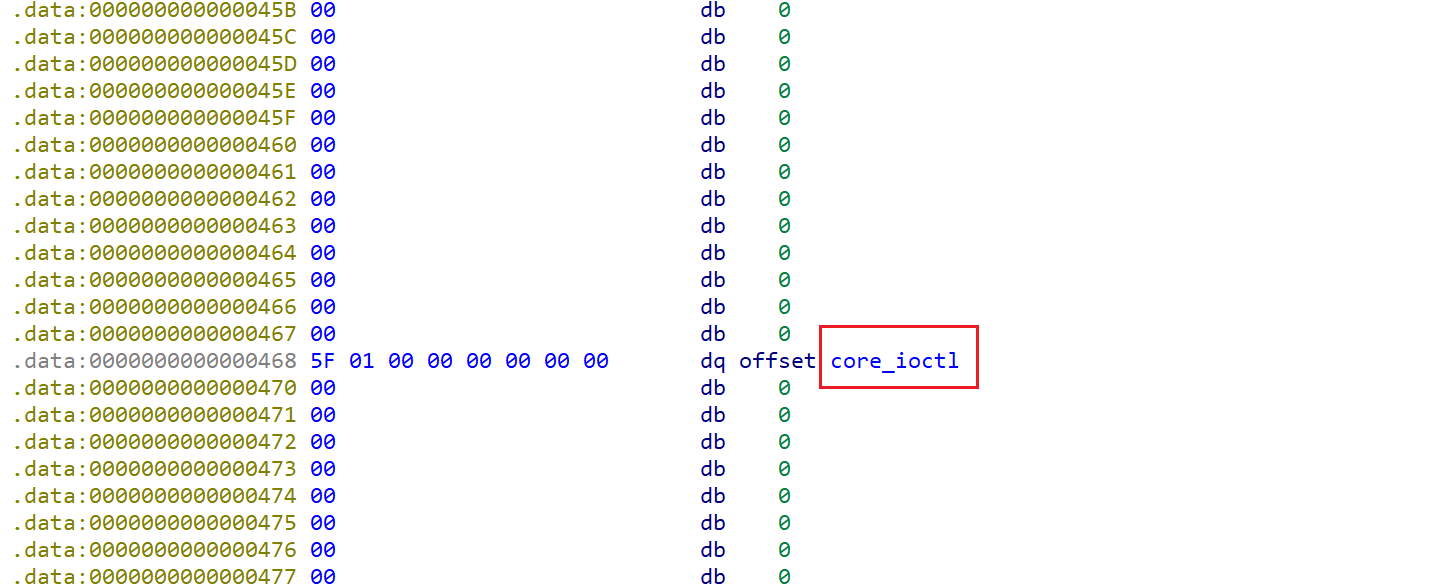 .data:000000000000045B 00 db 0
.data:000000000000045C 00 db 0
.data:000000000000045D 00 db 0
.data:000000000000045E 00 db 0
.data:000000000000045F 00 db 0
.data:0000000000000460 00 db 0
.data:0000000000000461 00 db 0
.data:0000000000000462 00 db 0
.data:0000000000000463 00 db 0
.data:0000000000000464 00 db 0
.data:0000000000000465 00 db 0
.data:0000000000000466 00 db 0
.data:0000000000000467 00 db 0
.data:0000000000000468 5F 01 00 00 00 00 00 00 dq offset core_ioctl
.data:0000000000000470 00 db 0
.data:0000000000000471 00 db 0
.data:0000000000000472 00 db 0
.data:0000000000000473 00 db 0
.data:0000000000000474 00 db 0
.data:0000000000000475 00 db 0
.data:0000000000000476 00 db 0
.data:0000000000000477 00 db 0